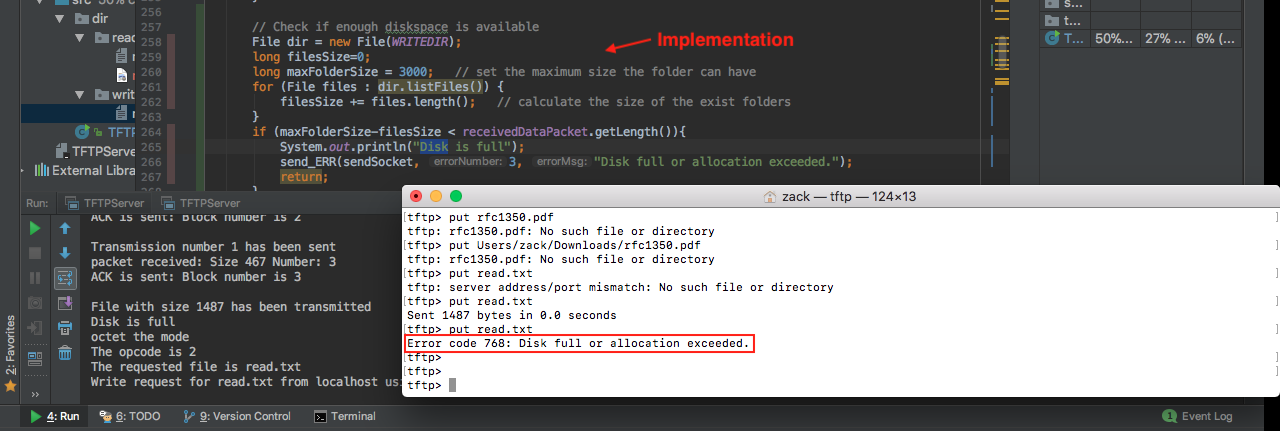 src 50% c
dir
read
n
writ
n
TFTP
TFTPServer
External Libra
256
257
258
259
260
261
262
263
264
265
266
267
268
// Check if enough diskspace is available
File dir = new File(WRITEDIR);
long filesSize=0;
long maxFolderSize = 3000;   // set the maximum size the folder can have
for (File files : dir.listFiles()) {
filesSize += files.length();   // calculate the size of the exist folders
}
if (maxFolderSize-filesSize < receivedDataPacket.getLength()){
System.out.println("Disk is full");
send_ERR(sendSocket, errorNumber: 3, errorMsg: "Disk full or allocation exceeded.");
return;
}
Implementation
s...
t...
T... 50%... 27% ... 6% (...
Run: TFTPServer TFTPServer
ACK is sent: Block number is 2
Transmission number 1 has been sent
packet received: Size 467 Number: 3
ACK is sent: Block number is 3
File with size 1487 has been transmitted
Disk is full
octet the mode
The opcode is 2
The requested file is read.txt
Write request for read.txt from localhost us
zack — tftp — 124×13
[tftp> put rfc1350.pdf ]
tftp: rfc1350.pdf: No such file or directory
[tftp> put Users/zack/Downloads/rfc1350.pdf ]
tftp: rfc1350.pdf: No such file or directory
[tftp> put read.txt ]
tftp: server address/port mismatch: No such file or directory
[tftp> put read.txt ]
Sent 1487 bytes in 0.0 seconds
[tftp> put read.txt ]
Error code 768: Disk full or allocation exceeded.
[tftp> ]
[tftp> ]
tftp>
2: Favorites
4: Run 6: TODO 9: Version Control Terminal
1 Event Log